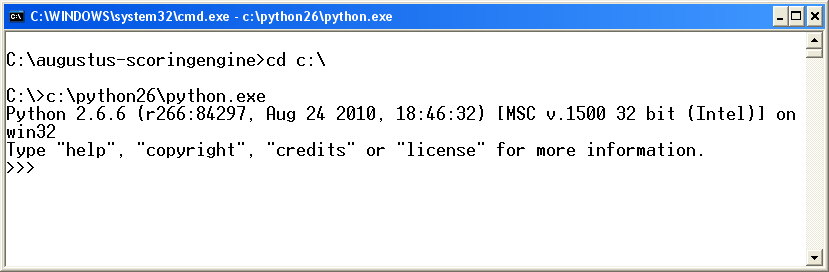 C:\WINDOWS\system32\cmd.exe - c:\python26\python.exe
C:\augustus-scoringengine>cd c:\
C:\>c:\python26\python.exe
Python 2.6.6 (r266:84297, Aug 24 2010, 18:46:32) [MSC v.1500 32 bit (Intel)] on
win32
Type "help", "copyright", "credits" or "license" for more information.
>>>